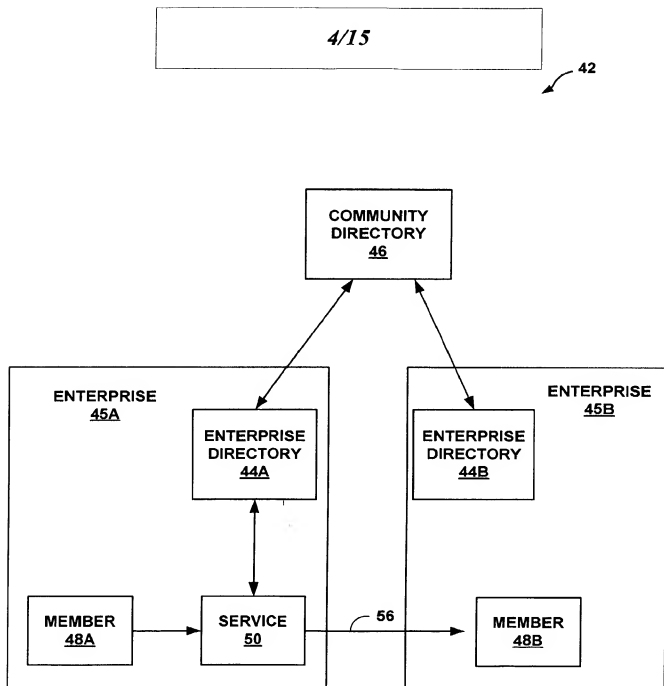 4/15
42
COMMUNITY
DIRECTORY
46
ENTERPRISE
45A
ENTERPRISE
DIRECTORY
44A
ENTERPRISE
45B
ENTERPRISE
DIRECTORY
44B
MEMBER
48A
SERVICE
50
56
MEMBER
48B